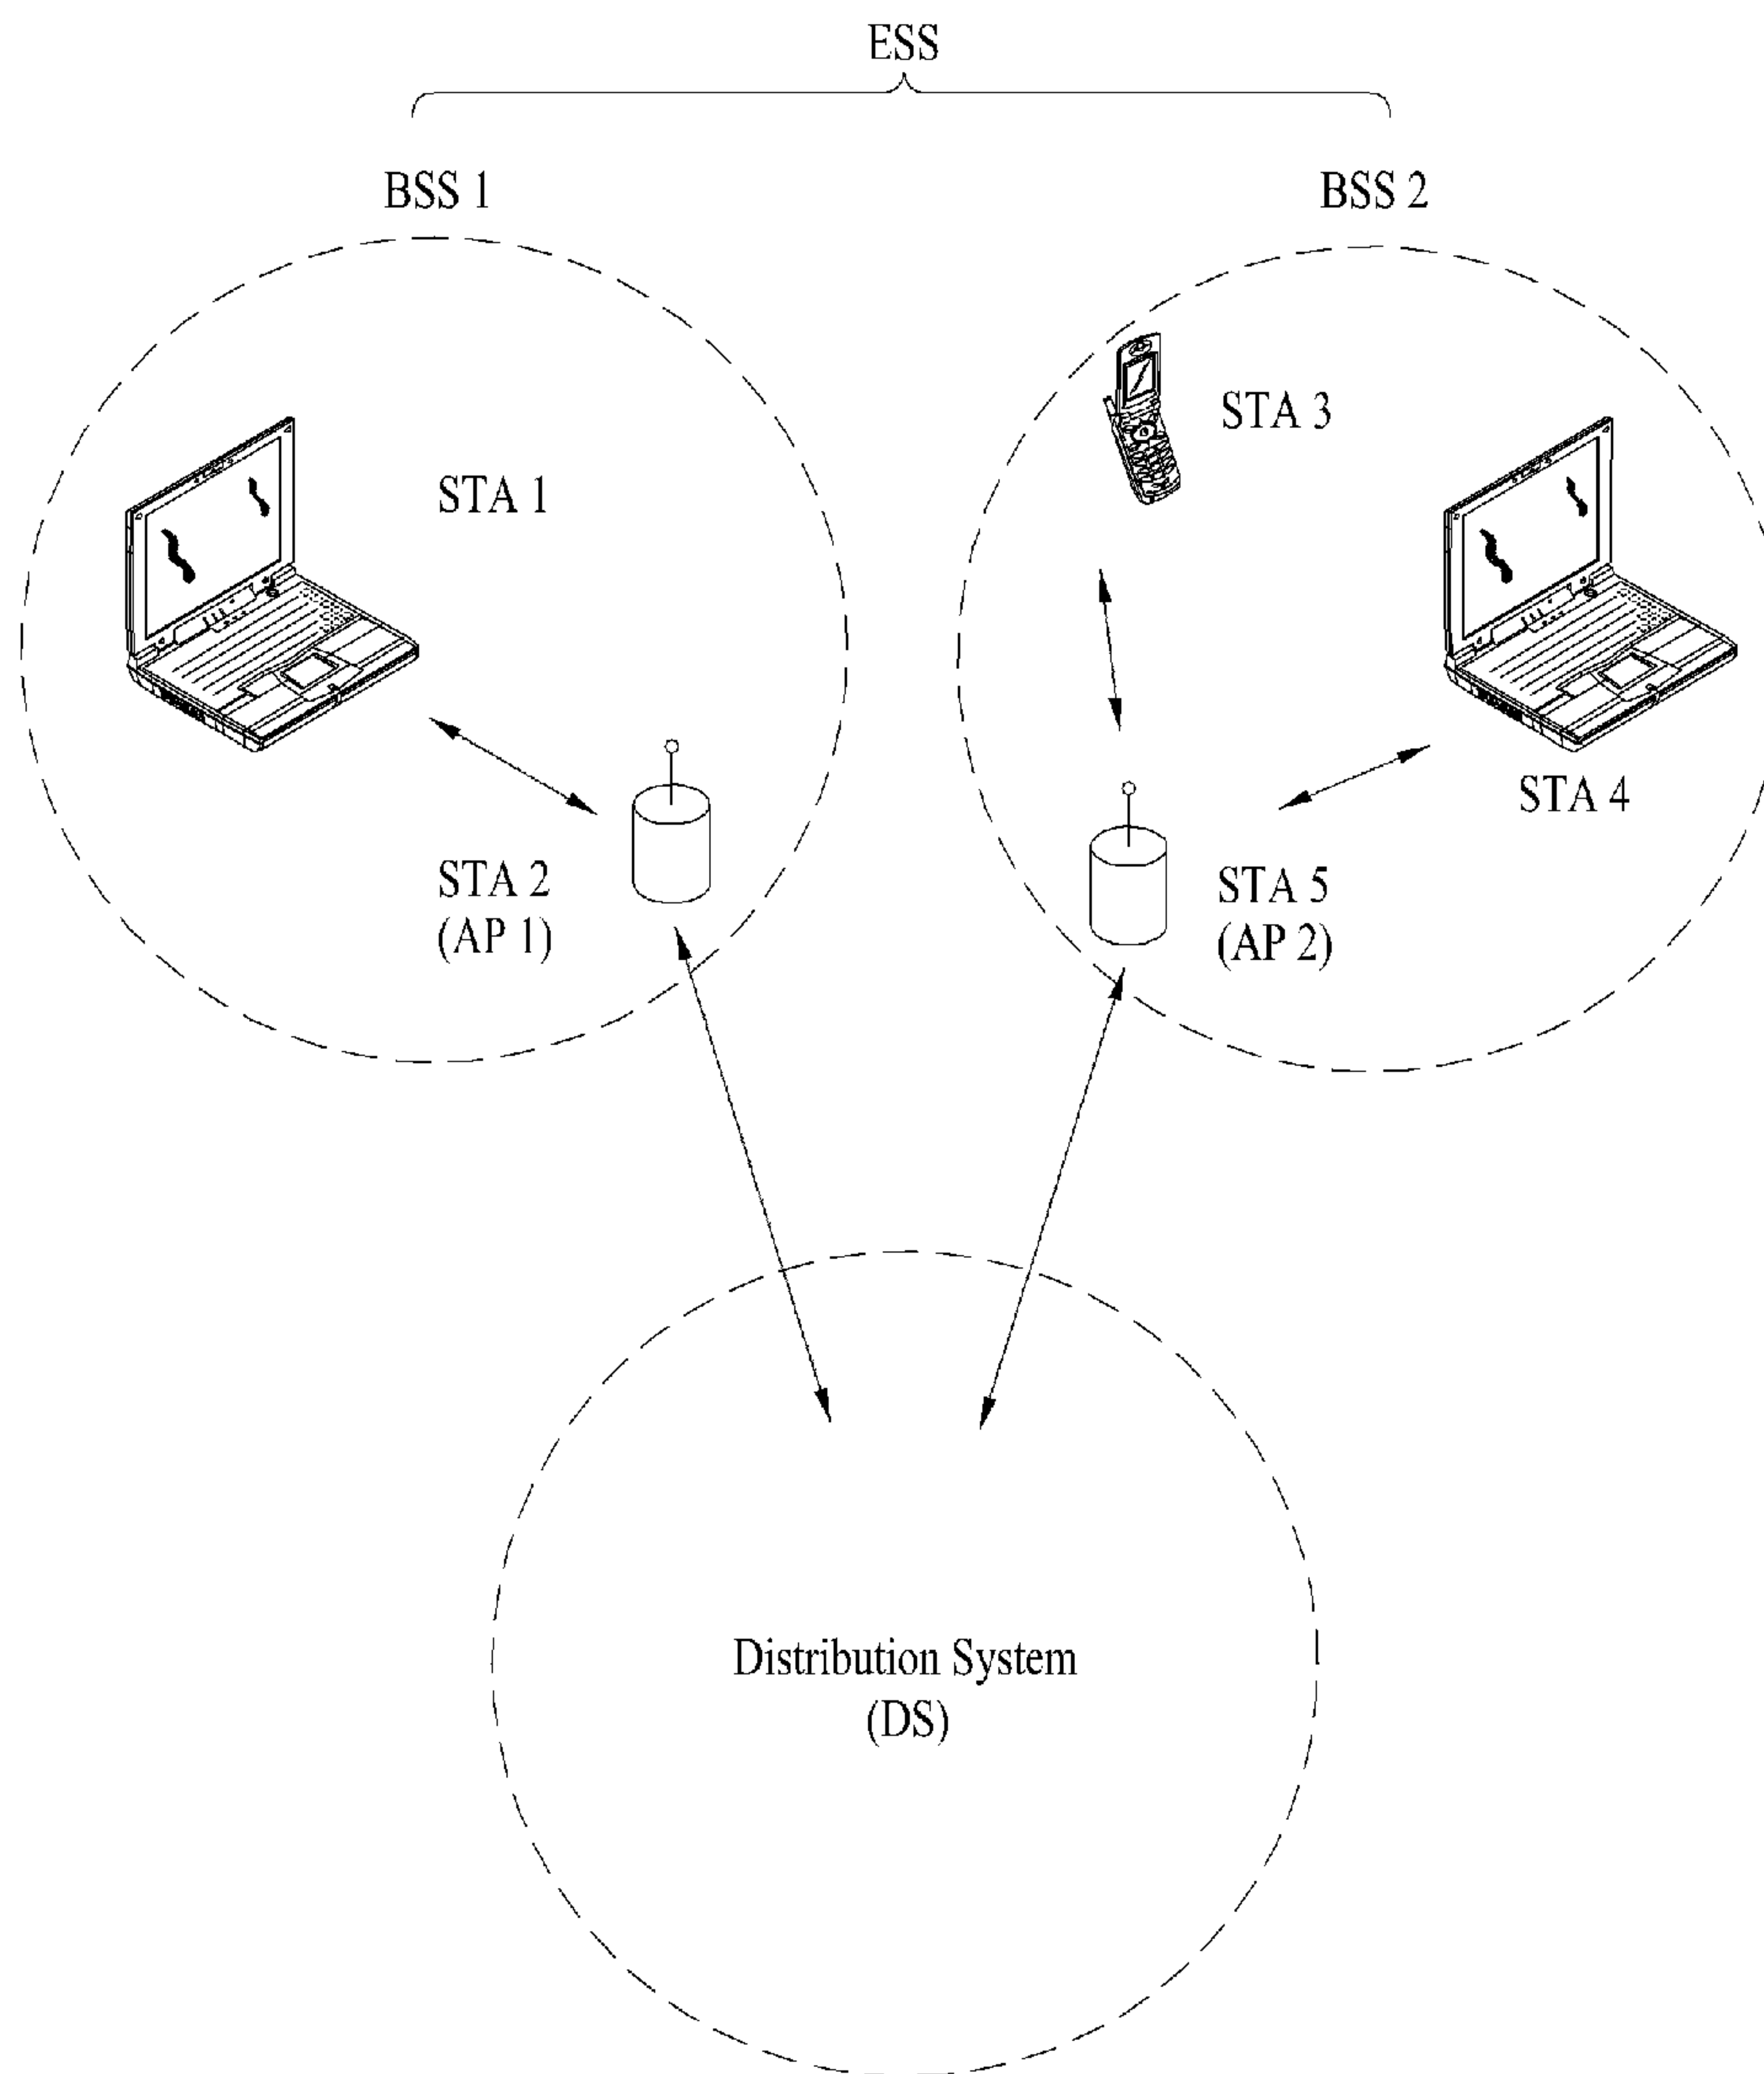 ESS
BSS 1
BSS 2
STA 3
STA 1
STA 4
STA 2
(AP 1)
STA 5
(AP 2)
Distribution System
(DS)